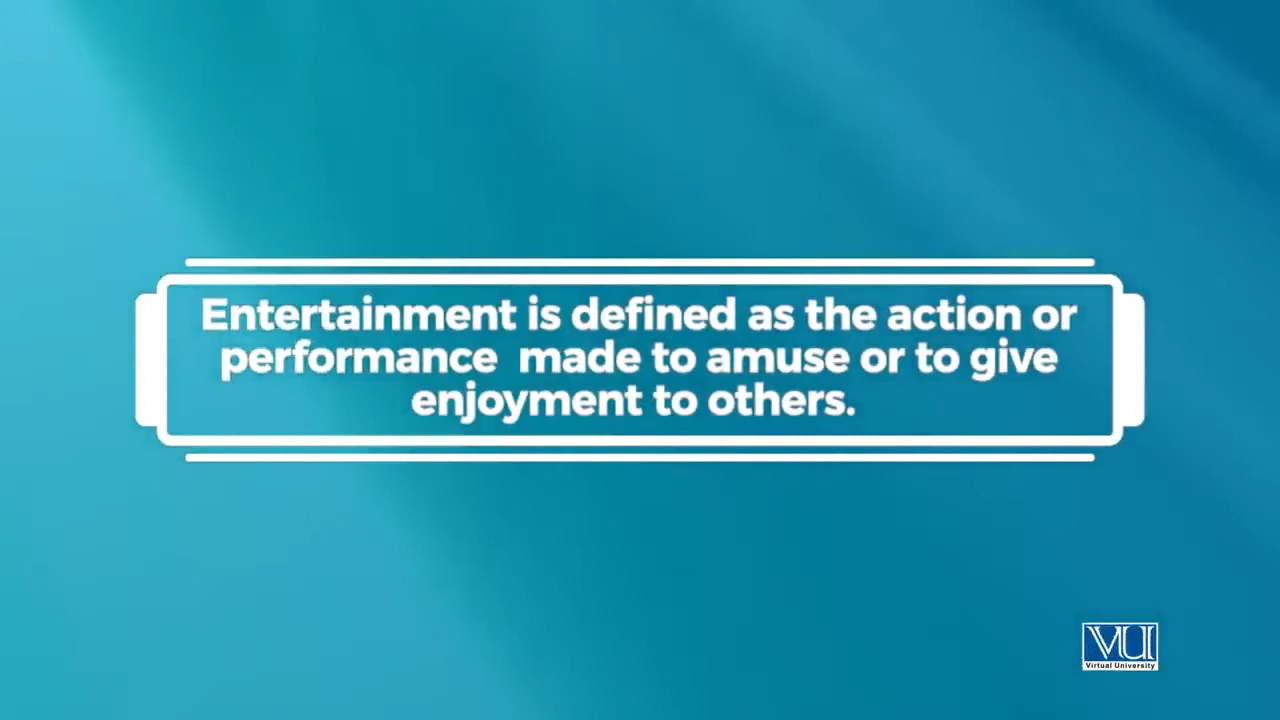 Entertainment is defined as the action or
performance made to amuse or to give
enjoyment to others.
VU
Virtual University